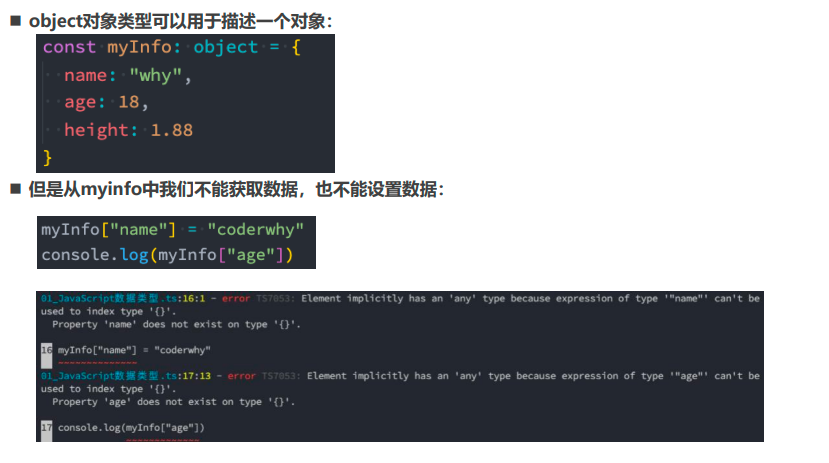 ■ object对象类型可以用于描述一个对象：
const myInfo: object = {
name: "why",
age: 18,
height: 1.88
}
■ 但是从myinfo中我们不能获取数据，也不能设置数据：
myInfo["name"] = "coderwhy"
console.log(myInfo["age"])
01_JavaScript数据类型.ts:16:1 - error TS7053: Element implicitly has an 'any' type because expression of type '"name"' can't be
used to index type '{}'.
Property 'name' does not exist on type '{}'.
16 myInfo["name"] = "coderwhy"
~~~~~~~~~~~~~~
01_JavaScript数据类型.ts:17:13 - error TS7053: Element implicitly has an 'any' type because expression of type '"age"' can't be
used to index type '{}'.
Property 'age' does not exist on type '{}'.
17 console.log(myInfo["age"])
~~~~~~~~~~~~~